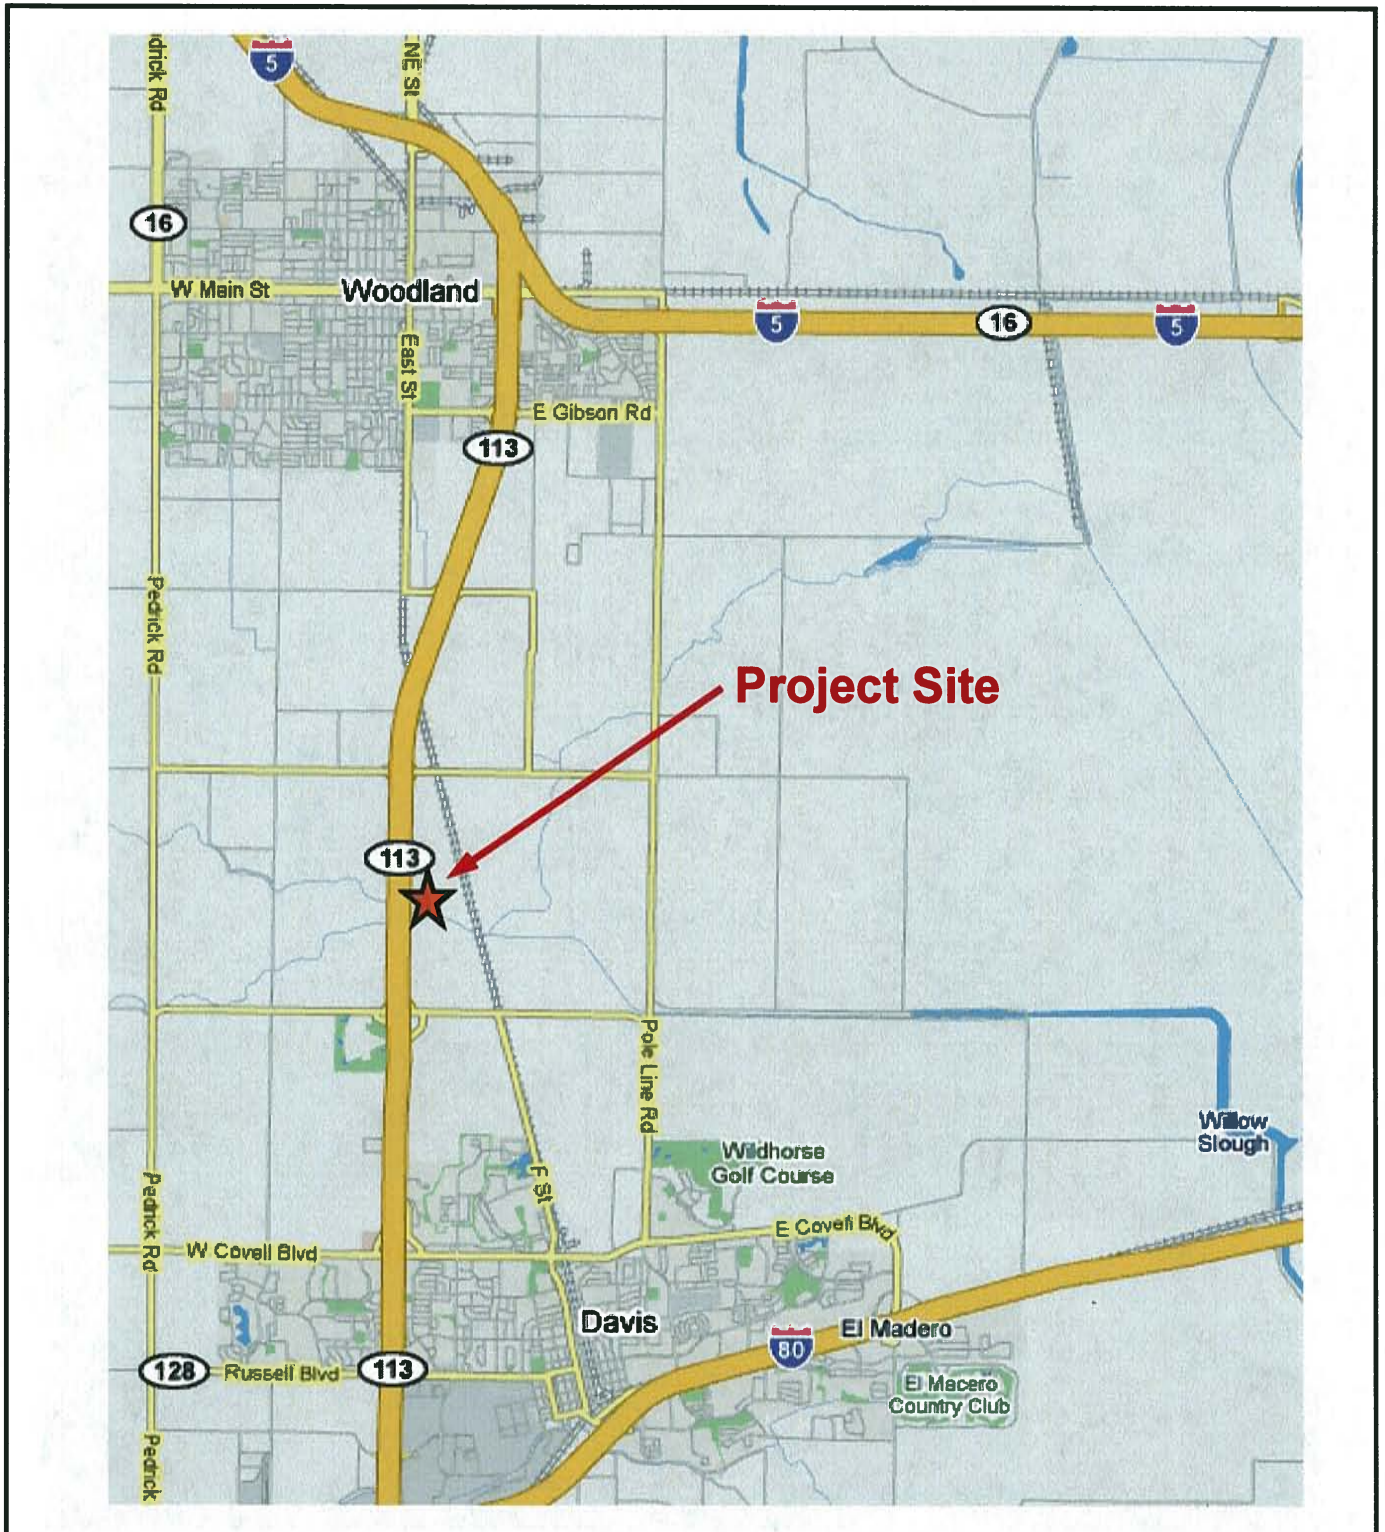 5
drick Rd
NE St
16
W Main St
Woodland
5
16
5
East St
E Gibson Rd
113
Pedrick Rd
Project Site
113
Pole Line Rd
Willow
Slough
Wildhorse
Golf Course
F St
Pedrick Rd
E Covell Blvd
W Covell Blvd
Davis
El Madero
80
128
Russell Blvd
113
El Macero
Country Club
Pedrick